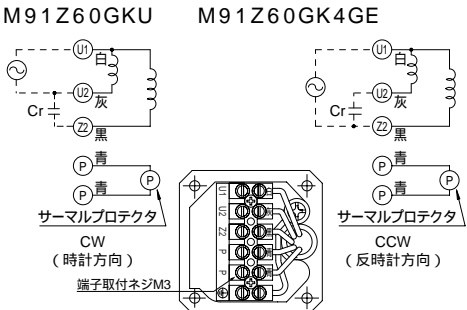 M91Z60GKU M91Z60GK4GE
U1
白
U2
灰
Cr
Z2
黒
P 青
P 青
P
サーマルプロテクタ
CW
(時計方向)
端子取付ネジM3
U1
U2
Z2
P
P
U1
白
U2
灰
Cr
Z2
黒
P 青
P 青
P
サーマルプロテクタ
CCW
(反時計方向)